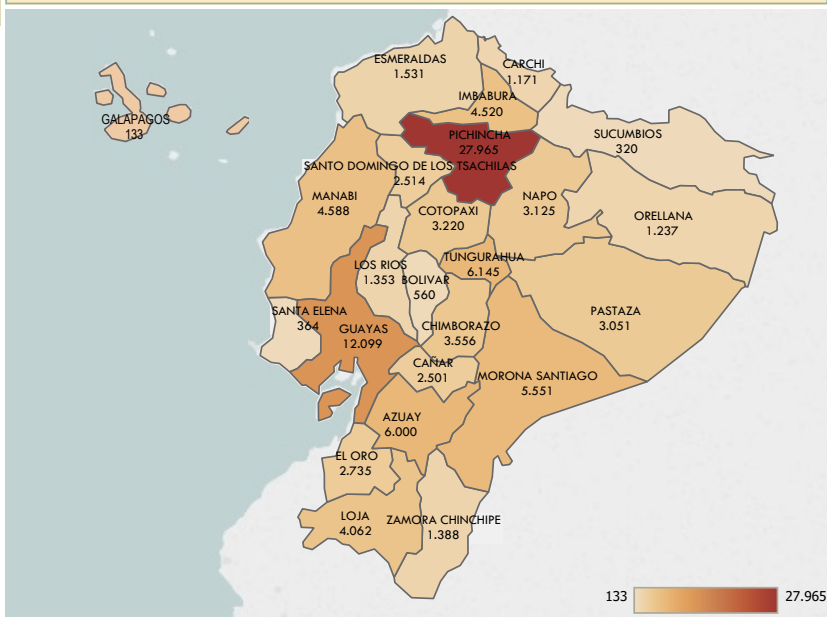 ESMERALDAS
1.531
CARCHI
1.171
IMBABURA
4.520
GALAPAGOS
133
PICHINCHA
27.965
SUCUMBIOS
320
SANTO DOMINGO DE LOS TSACHILAS
2.514
MANABI
4.588
NAPO
3.125
COTOPAXI
3.220
ORELLANA
1.237
TUNGURAHUA
6.145
LOS RIOS
1.353
BOLIVAR
560
SANTA ELENA
364
GUAYAS
12.099
CHIMBORAZO
3.556
PASTAZA
3.051
CAÑAR
2.501
MORONA SANTIAGO
5.551
AZUAY
6.000
EL ORO
2.735
LOJA
4.062
ZAMORA CHINCHIPE
1.388
133
27.965